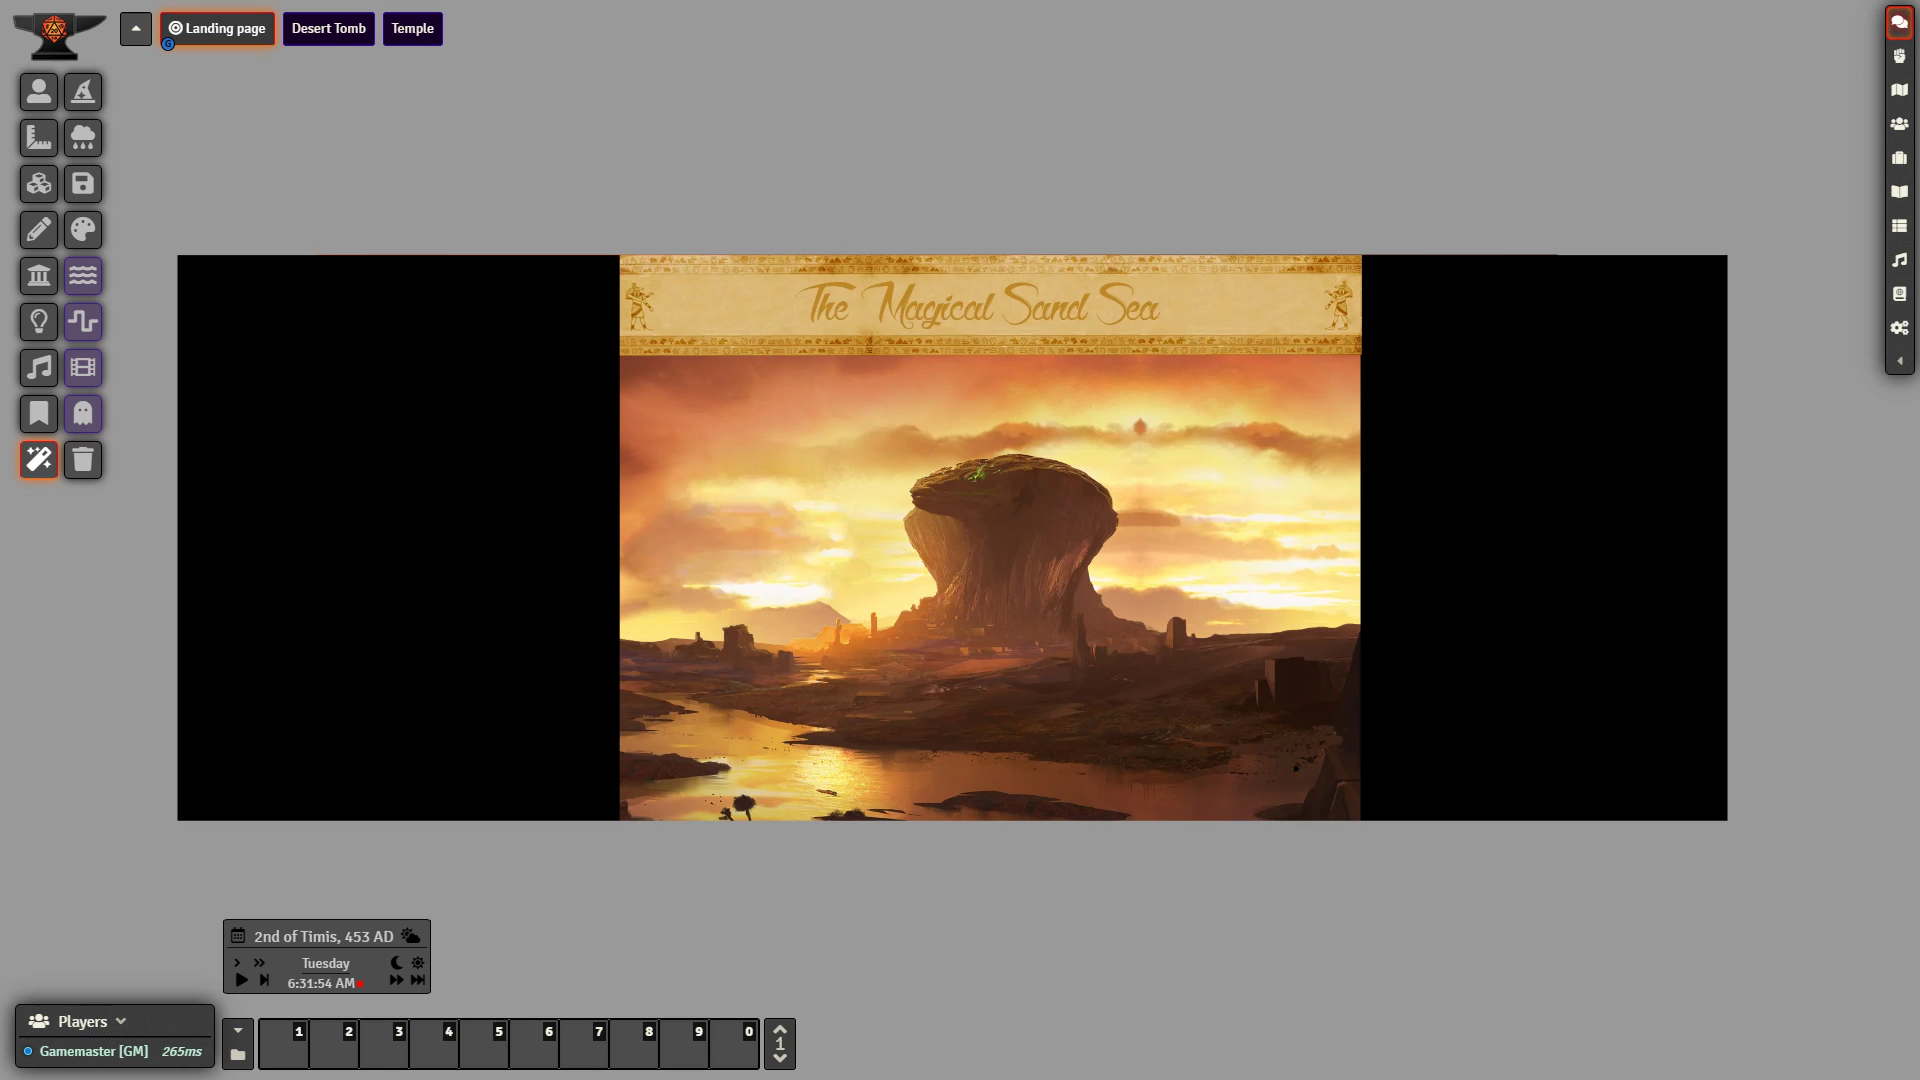 Landing page
G
Desert Tomb
Temple
The Magical Sand Sea
2nd of Timis, 453 AD
Tuesday
6:31:54 AM
Players
Gamemaster [GM] 265ms
1 2 3 4 5 6 7 8 9 0
1